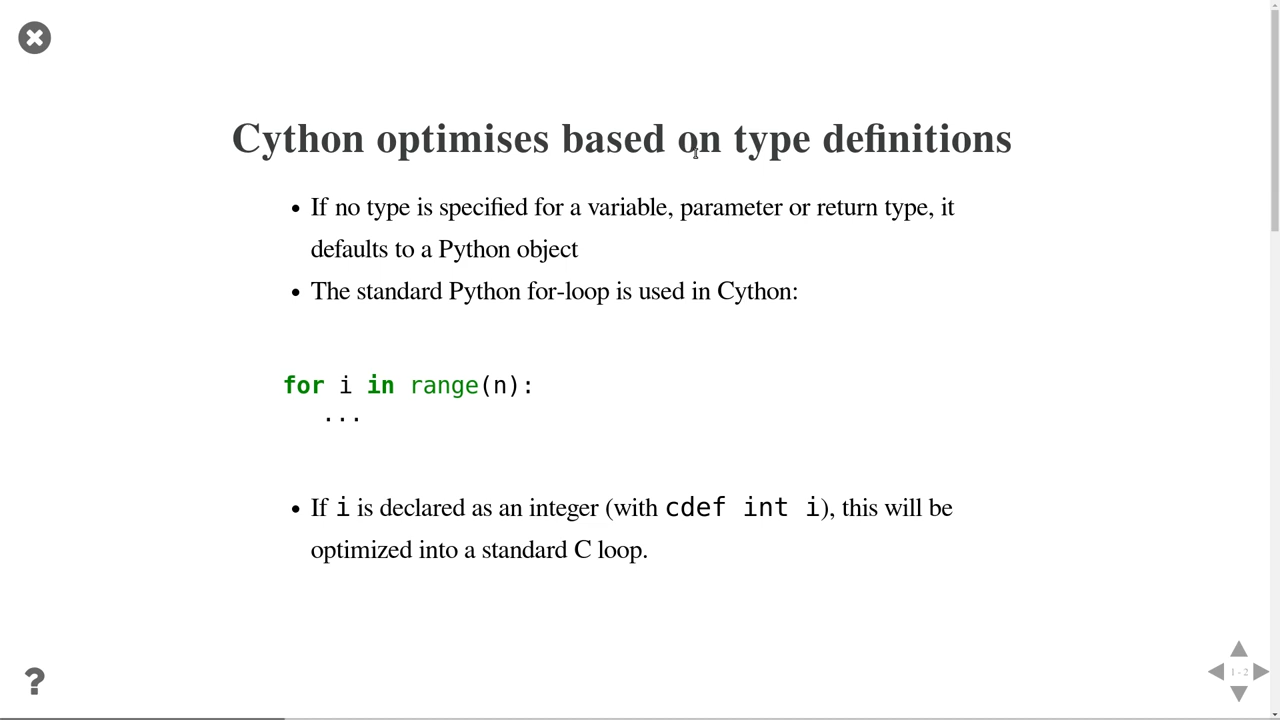 Cython optimises based on type definitions
• If no type is specified for a variable, parameter or return type, it
defaults to a Python object
• The standard Python for-loop is used in Cython:
for i in range(n):
...
• If i is declared as an integer (with cdef int i), this will be
optimized into a standard C loop.
?
1 - 2